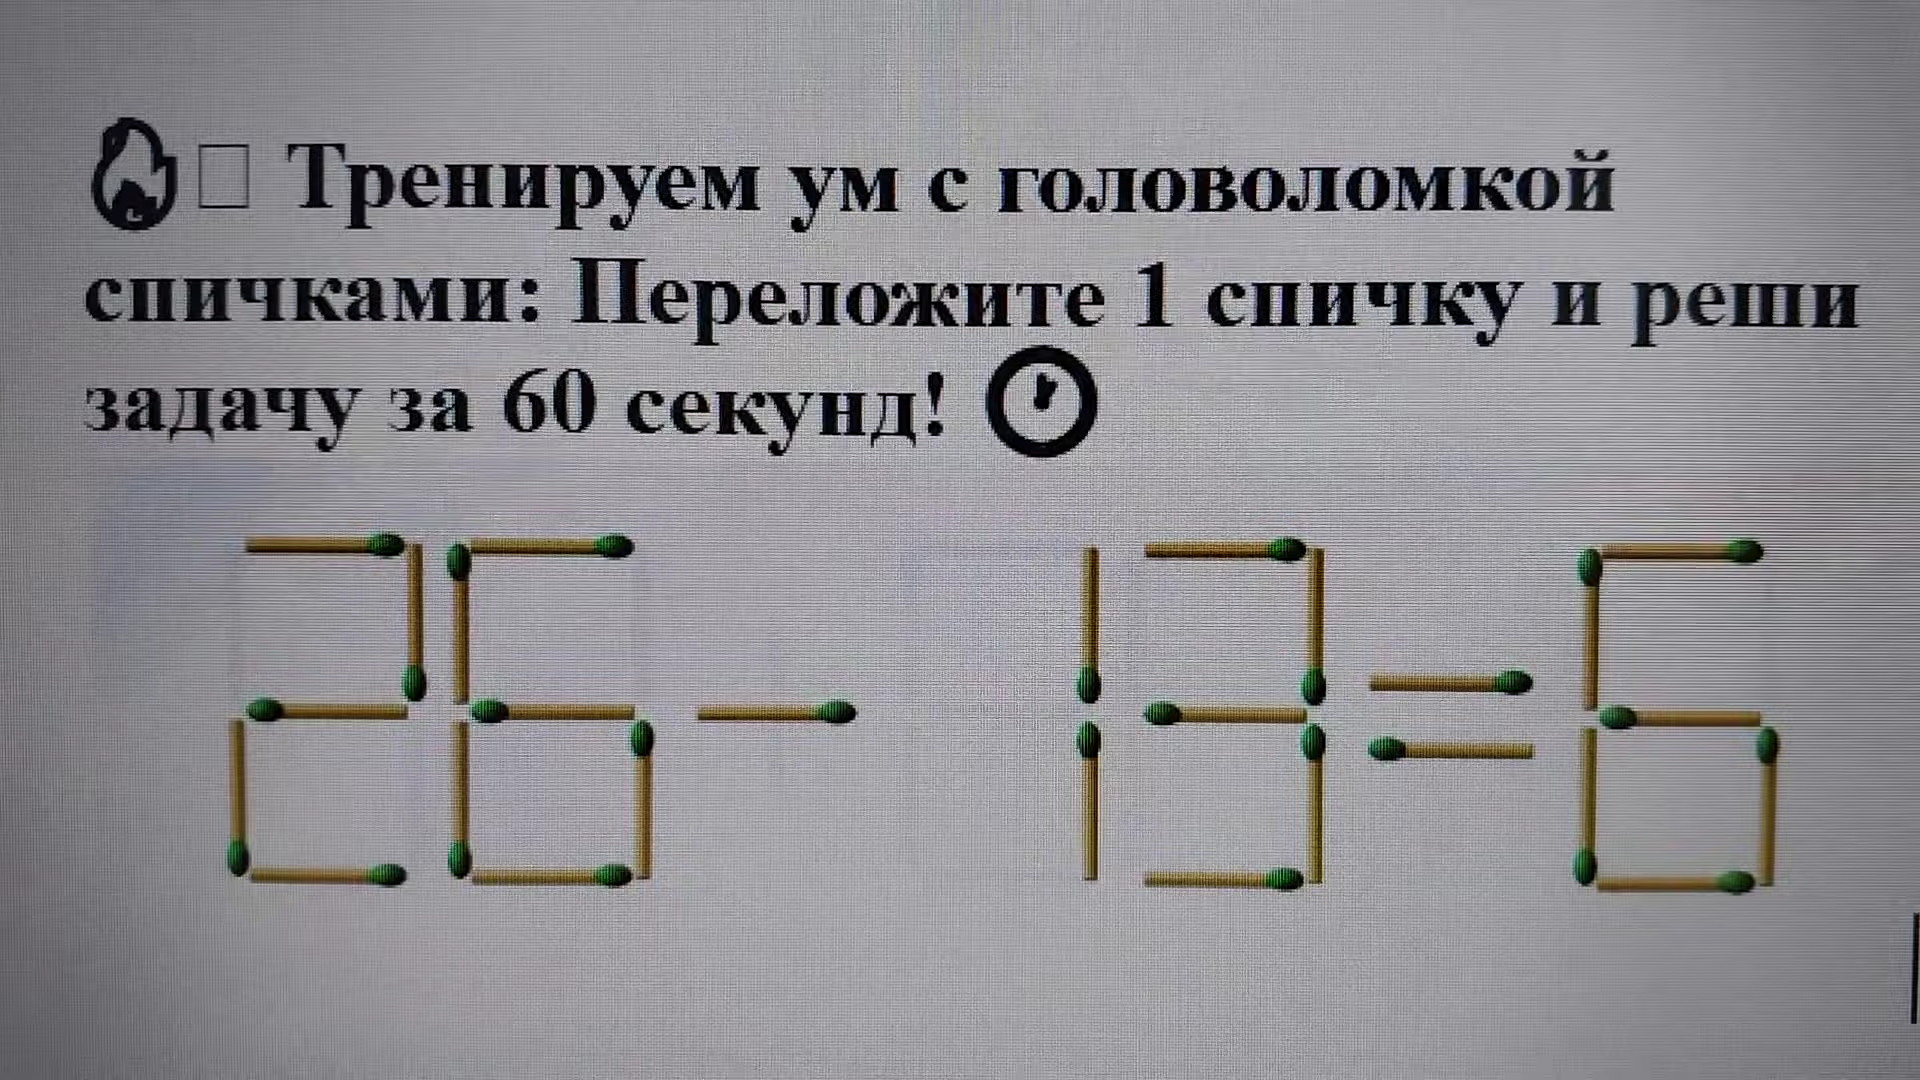 Тренируем ум с головоломкой
спичками: Переложите 1 спичку и реши
задачу за 60 секунд!
26-13=6